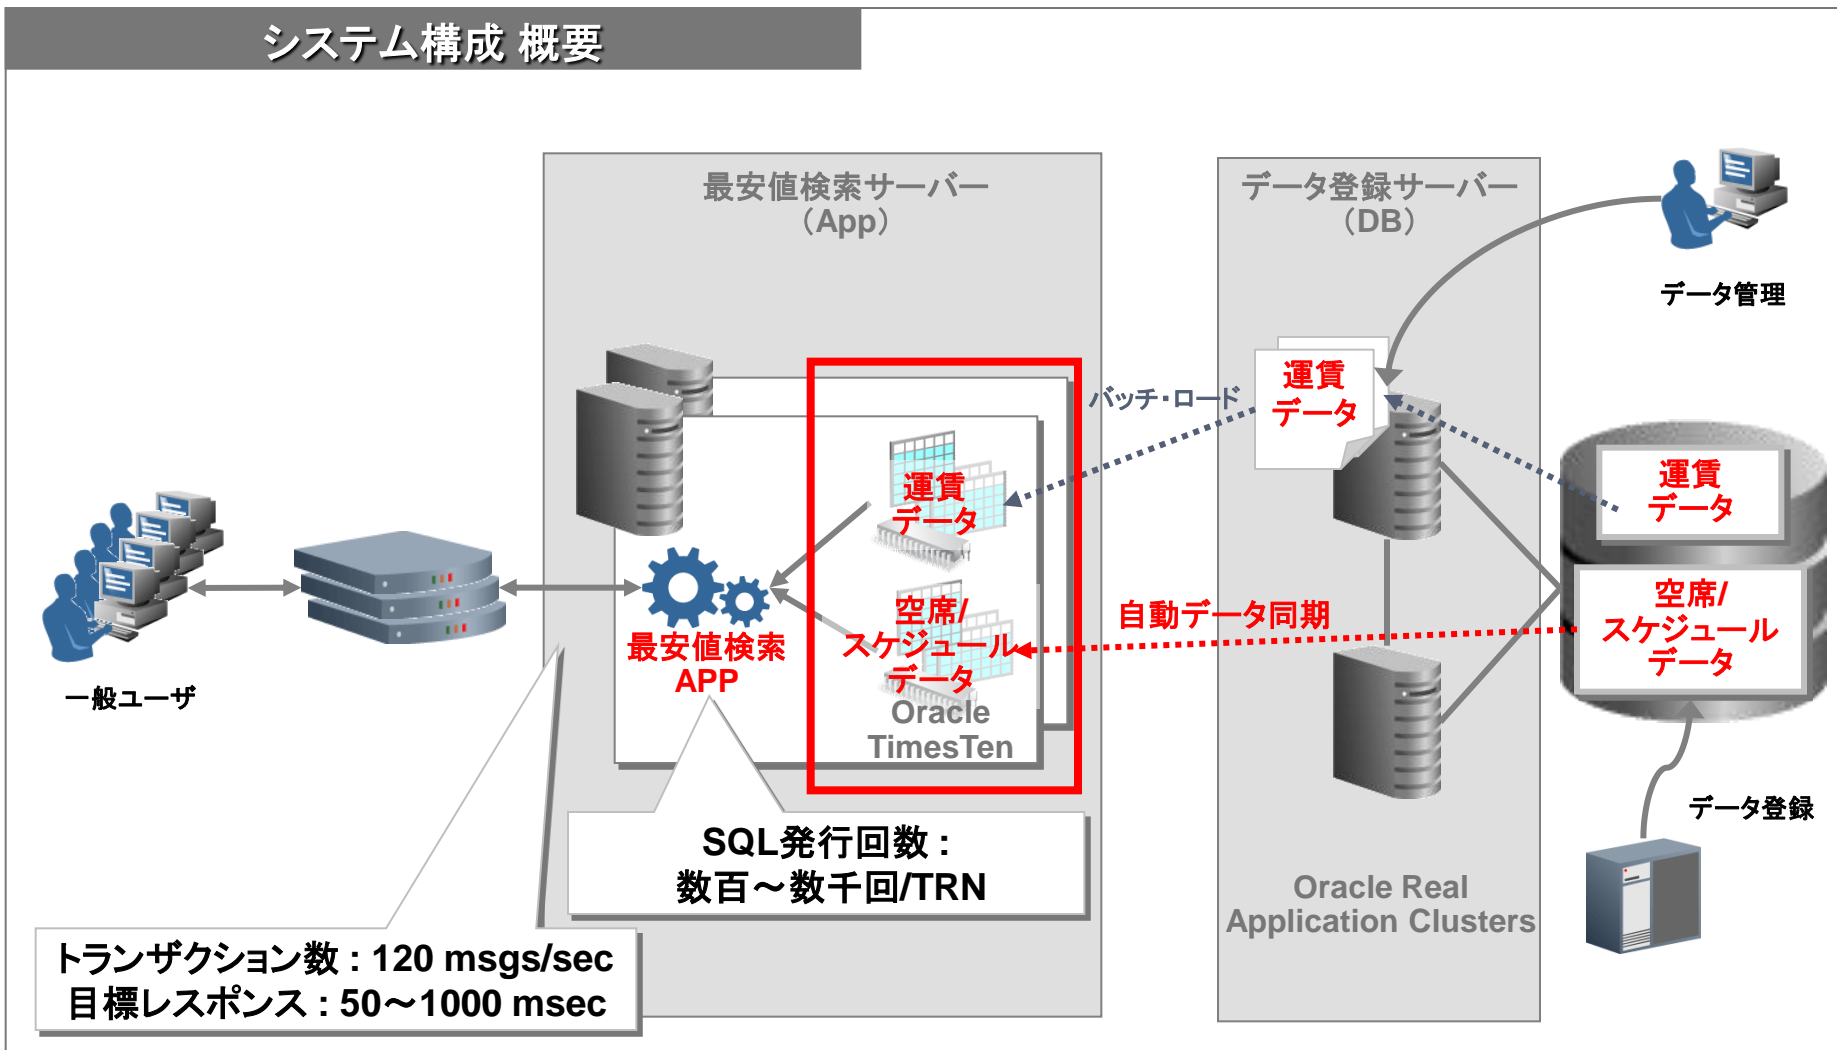 システム構成 概要
最安値検索サーバー
（App）
データ登録サーバー
（DB）
データ管理
運賃
データ
バッチ・ロード
運賃
データ
運賃
データ
空席/
スケジュール
データ
自動データ同期
空席/
スケジュール
データ
最安値検索
APP
Oracle
TimesTen
一般ユーザ
データ登録
SQL発行回数 :
数百～数千回/TRN
Oracle Real
Application Clusters
トランザクション数 : 120 msgs/sec
目標レスポンス : 50～1000 msec